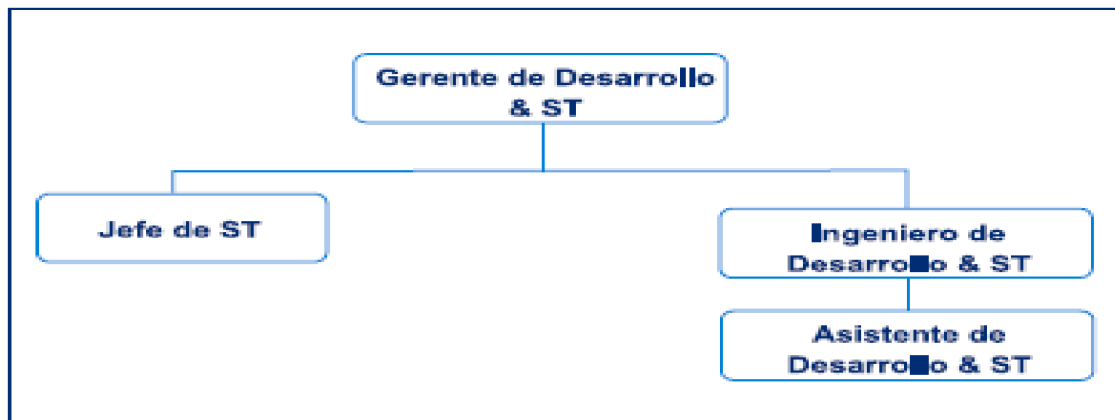 Gerente de Desarrollo
& ST
Jefe de ST
Ingeniero de
Desarrollo & ST
Asistente de
Desarrollo & ST